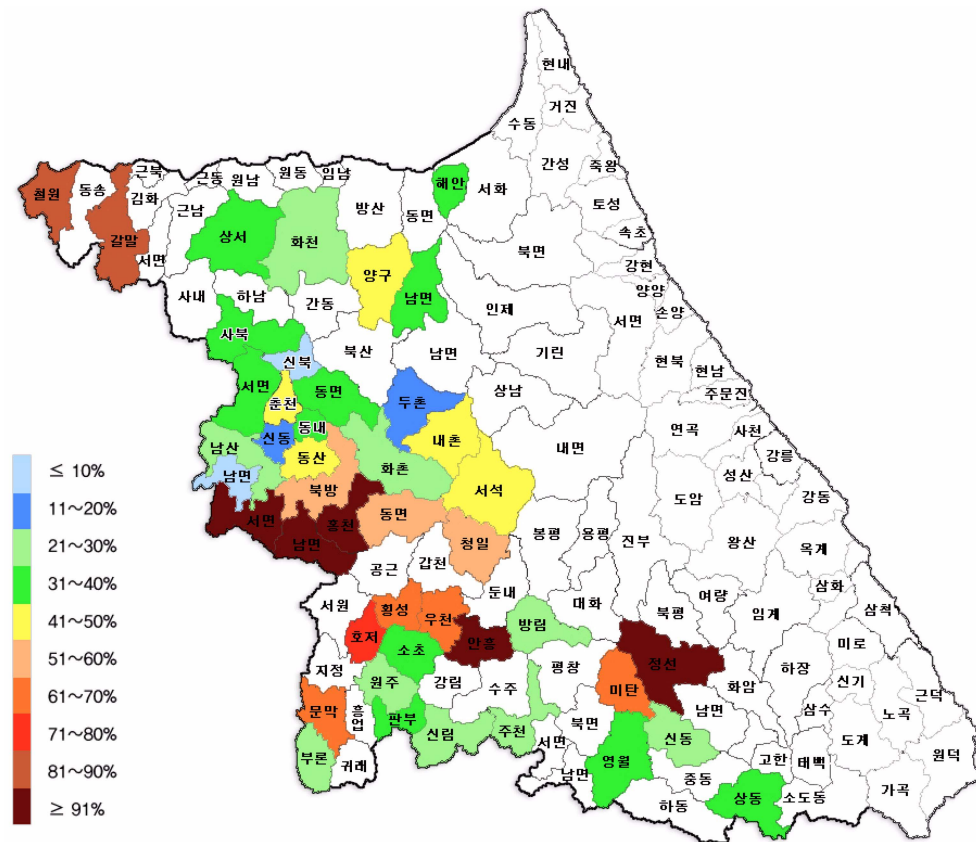 현내
거진
수동
간성
죽왕
근북
근동
원남
원동
임남
철원
동송
김화
근남
방산
동면
해안
서화
토성
속초
갈말
상서
화천
북면
강현
서면
양구
남면
양양
사내
하남
간동
인제
서면
손양
사북
신북
북산
남면
기린
현북
현남
서면
동면
상남
주문진
춘천
두촌
신동
동내
내촌
내면
연곡
사천
남산
동산
화촌
강릉
남면
성산
북방
서석
도암
강동
서면
홍천
동면
남면
청일
봉평
용평
진부
왕산
옥계
공근
갑천
둔내
대화
여량
삼화
서원
횡성
우천
방림
북평
임계
삼척
호저
소초
안흥
미로
지정
원주
강림
수주
평창
정선
하장
신기
문막
흥업
미탄
화암
근덕
판부
신림
주천
북면
남면
삼수
노곡
부론
귀래
서면
영월
신동
고한
태백
도계
원덕
남면
중동
하동
상동
소도동
가곡
≤ 10%
11~20%
21~30%
31~40%
41~50%
51~60%
61~70%
71~80%
81~90%
≥ 91%